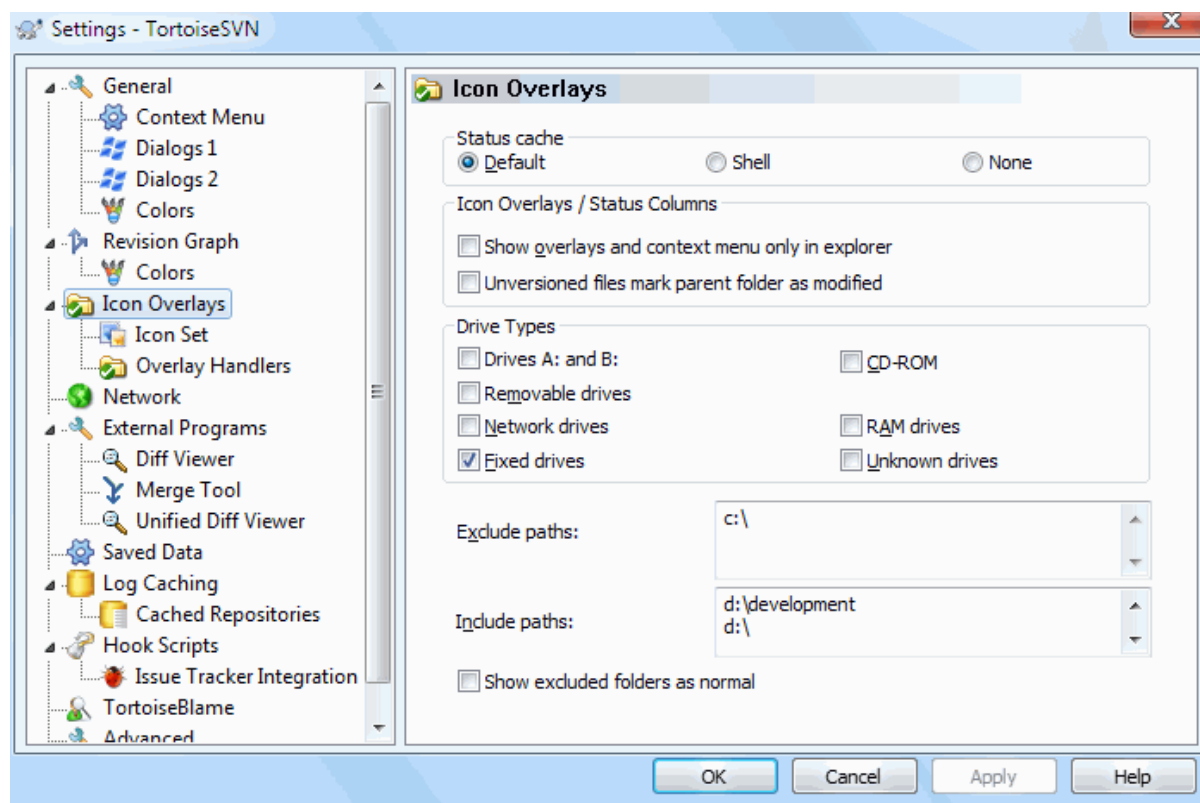 Settings - TortoiseSVN
General
Context Menu
Dialogs 1
Dialogs 2
Colors
Revision Graph
Colors
Icon Overlays
Icon Set
Overlay Handlers
Network
External Programs
Diff Viewer
Merge Tool
Unified Diff Viewer
Saved Data
Log Caching
Cached Repositories
Hook Scripts
Issue Tracker Integration
TortoiseBlame
Advanced
Icon Overlays
Status cache
Default Shell None
Icon Overlays / Status Columns
Show overlays and context menu only in explorer
Unversioned files mark parent folder as modified
Drive Types
Drives A: and B: CD-ROM
Removable drives
Network drives RAM drives
Fixed drives Unknown drives
Exclude paths: c:\
Include paths: d:\development
d:\
Show excluded folders as normal
OK Cancel Apply Help